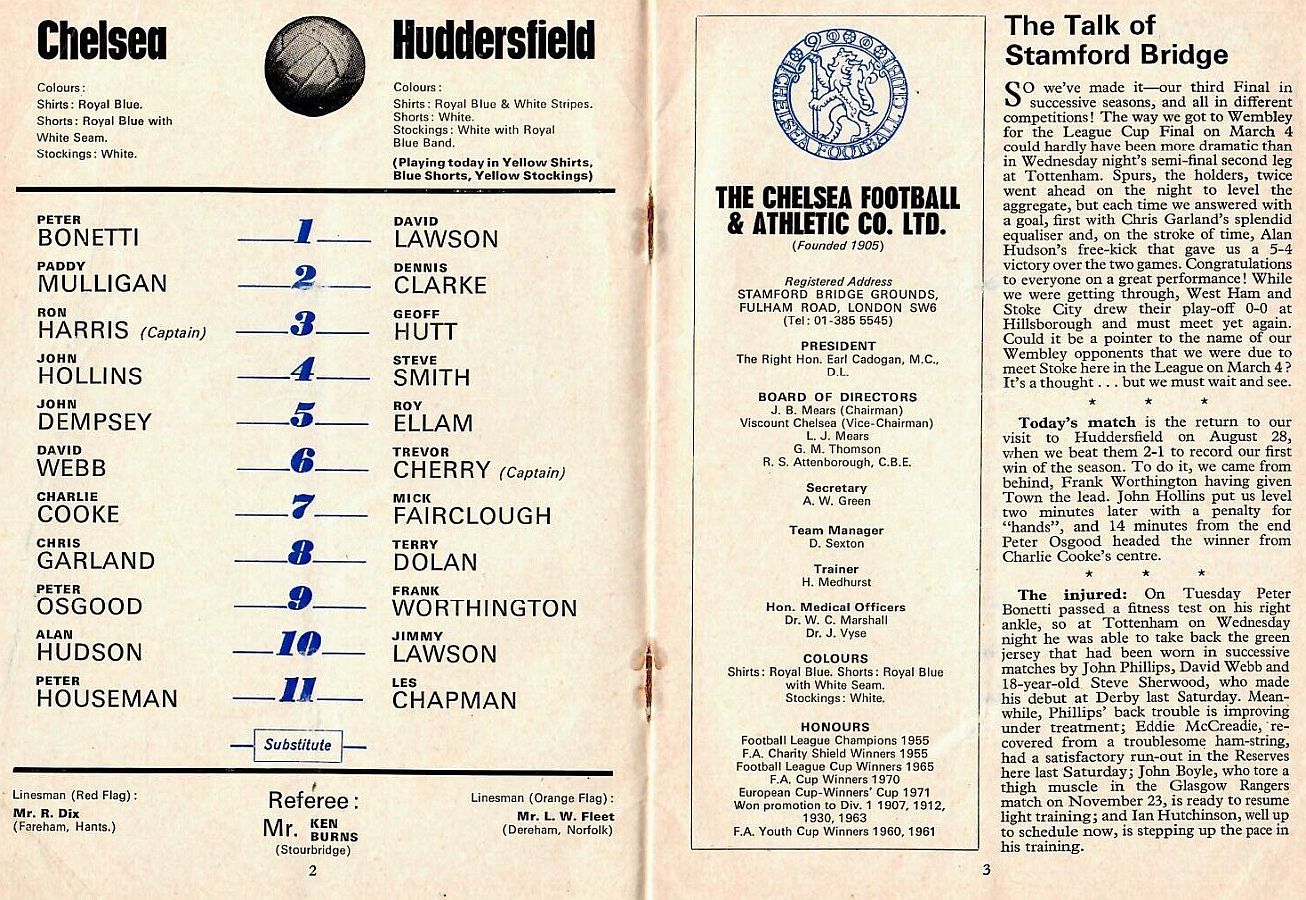 Chelsea
Colours:
Shirts: Royal Blue.
Shorts: Royal Blue with
White Seam.
Stockings: White.
Huddersfield
Colours:
Shirts: Royal Blue & White Stripes.
Shorts: White.
Stockings: White with Royal
Blue Band.
(Playing today in Yellow Shirts,
Blue Shorts, Yellow Stockings)
PETER
BONETTI
1
DAVID
LAWSON
PADDY
MULLIGAN
2
DENNIS
CLARKE
RON
HARRIS (Captain)
3
GEOFF
HUTT
JOHN
HOLLINS
4
STEVE
SMITH
JOHN
DEMPSEY
5
ROY
ELLAM
DAVID
WEBB
6
TREVOR
CHERRY (Captain)
CHARLIE
COOKE
7
MICK
FAIRCLOUGH
CHRIS
GARLAND
8
TERRY
DOLAN
PETER
OSGOOD
9
FRANK
WORTHINGTON
ALAN
HUDSON
10
JIMMY
LAWSON
PETER
HOUSEMAN
11
LES
CHAPMAN
Substitute
Linesman (Red Flag):
Mr. R. Dix
(Fareham, Hants.)
Referee:
Mr. KEN
BURNS
(Stourbridge)
Linesman (Orange Flag):
Mr. L. W. Fleet
(Dereham, Norfolk)
2
CHELSEA FOOTBALL CLUB
THE CHELSEA FOOTBALL
& ATHLETIC CO. LTD.
(Founded 1905)
Registered Address
STAMFORD BRIDGE GROUNDS,
FULHAM ROAD, LONDON SW6
(Tel: 01-385 5545)
PRESIDENT
The Right Hon. Earl Cadogan, M.C.,
D.L.
BOARD OF DIRECTORS
J. B. Mears (Chairman)
Viscount Chelsea (Vice-Chairman)
L. J. Mears
G. M. Thomson
R. S. Attenborough, C.B.E.
Secretary
A. W. Green
Team Manager
D. Sexton
Trainer
H. Medhurst
Hon. Medical Officers
Dr. W. C. Marshall
Dr. J. Vyse
COLOURS
Shirts: Royal Blue. Shorts: Royal Blue
with White Seam.
Stockings: White.
HONOURS
Football League Champions 1955
F.A. Charity Shield Winners 1955
Football League Cup Winners 1965
F.A. Cup Winners 1970
European Cup-Winners' Cup 1971
Won promotion to Div. 1 1907, 1912,
1930, 1963
F.A. Youth Cup Winners 1960, 1961
The Talk of
Stamford Bridge
SO we've made it—our third Final in
successive seasons, and all in different
competitions! The way we got to Wembley
for the League Cup Final on March 4
could hardly have been more dramatic than
in Wednesday night's semi-final second leg
at Tottenham. Spurs, the holders, twice
went ahead on the night to level the
aggregate, but each time we answered with
a goal, first with Chris Garland's splendid
equaliser and, on the stroke of time, Alan
Hudson's free-kick that gave us a 5-4
victory over the two games. Congratulations
to everyone on a great performance! While
we were getting through, West Ham and
Stoke City drew their play-off 0-0 at
Hillsborough and must meet yet again.
Could it be a pointer to the name of our
Wembley opponents that we were due to
meet Stoke here in the League on March 4?
It's a thought . . . but we must wait and see.
* * *
Today's match is the return to our
visit to Huddersfield on August 28,
when we beat them 2-1 to record our first
win of the season. To do it, we came from
behind, Frank Worthington having given
Town the lead. John Hollins put us level
two minutes later with a penalty for
"hands", and 14 minutes from the end
Peter Osgood headed the winner from
Charlie Cooke's centre.
* * *
The injured: On Tuesday Peter
Bonetti passed a fitness test on his right
ankle, so at Tottenham on Wednesday
night he was able to take back the green
jersey that had been worn in successive
matches by John Phillips, David Webb and
18-year-old Steve Sherwood, who made
his debut at Derby last Saturday. Mean-
while, Phillips' back trouble is improving
under treatment; Eddie McCreadie, re-
covered from a troublesome ham-string,
had a satisfactory run-out in the Reserves
here last Saturday; John Boyle, who tore a
thigh muscle in the Glasgow Rangers
match on November 23, is ready to resume
light training; and Ian Hutchinson, well up
to schedule now, is stepping up the pace in
his training.
3